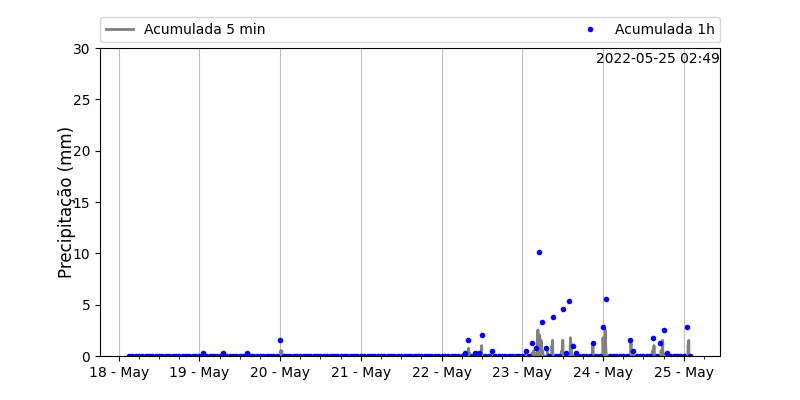 Acumulada 5 min
Acumulada 1h
2022-05-25 02:49
Precipitação (mm)
30
25
20
15
10
5
0
18 - May
19 - May
20 - May
21 - May
22 - May
23 - May
24 - May
25 - May